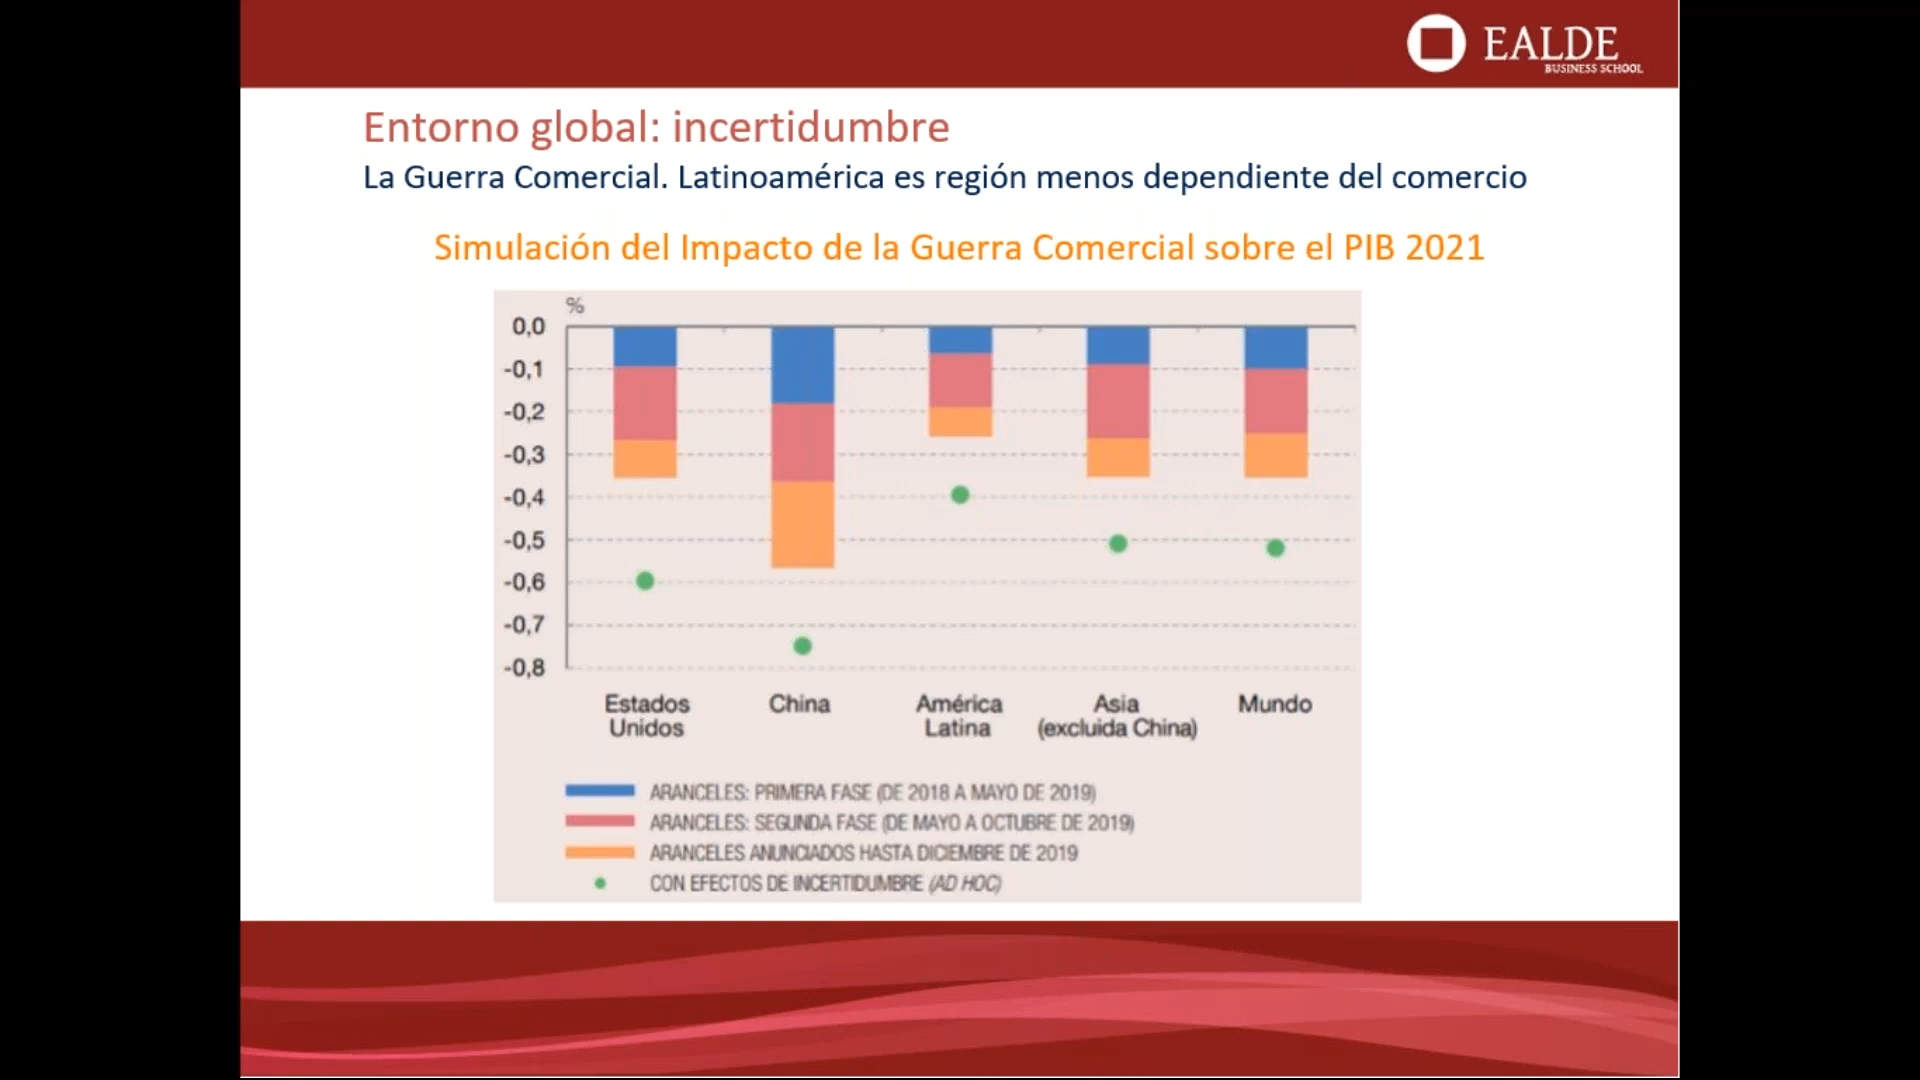 EALDE
BUSINESS SCHOOL
Entorno global: incertidumbre
La Guerra Comercial. Latinoamérica es región menos dependiente del comercio
Simulación del Impacto de la Guerra Comercial sobre el PIB 2021
%
0,0
-0,1
-0,2
-0,3
-0,4
-0,5
-0,6
-0,7
-0,8
Estados Unidos
China
América Latina
Asia (excluida China)
Mundo
ARANCELES: PRIMERA FASE (DE 2018 A MAYO DE 2019)
ARANCELES: SEGUNDA FASE (DE MAYO A OCTUBRE DE 2019)
ARANCELES ANUNCIADOS HASTA DICIEMBRE DE 2019
CON EFECTOS DE INCERTIDUMBRE (AD HOC)